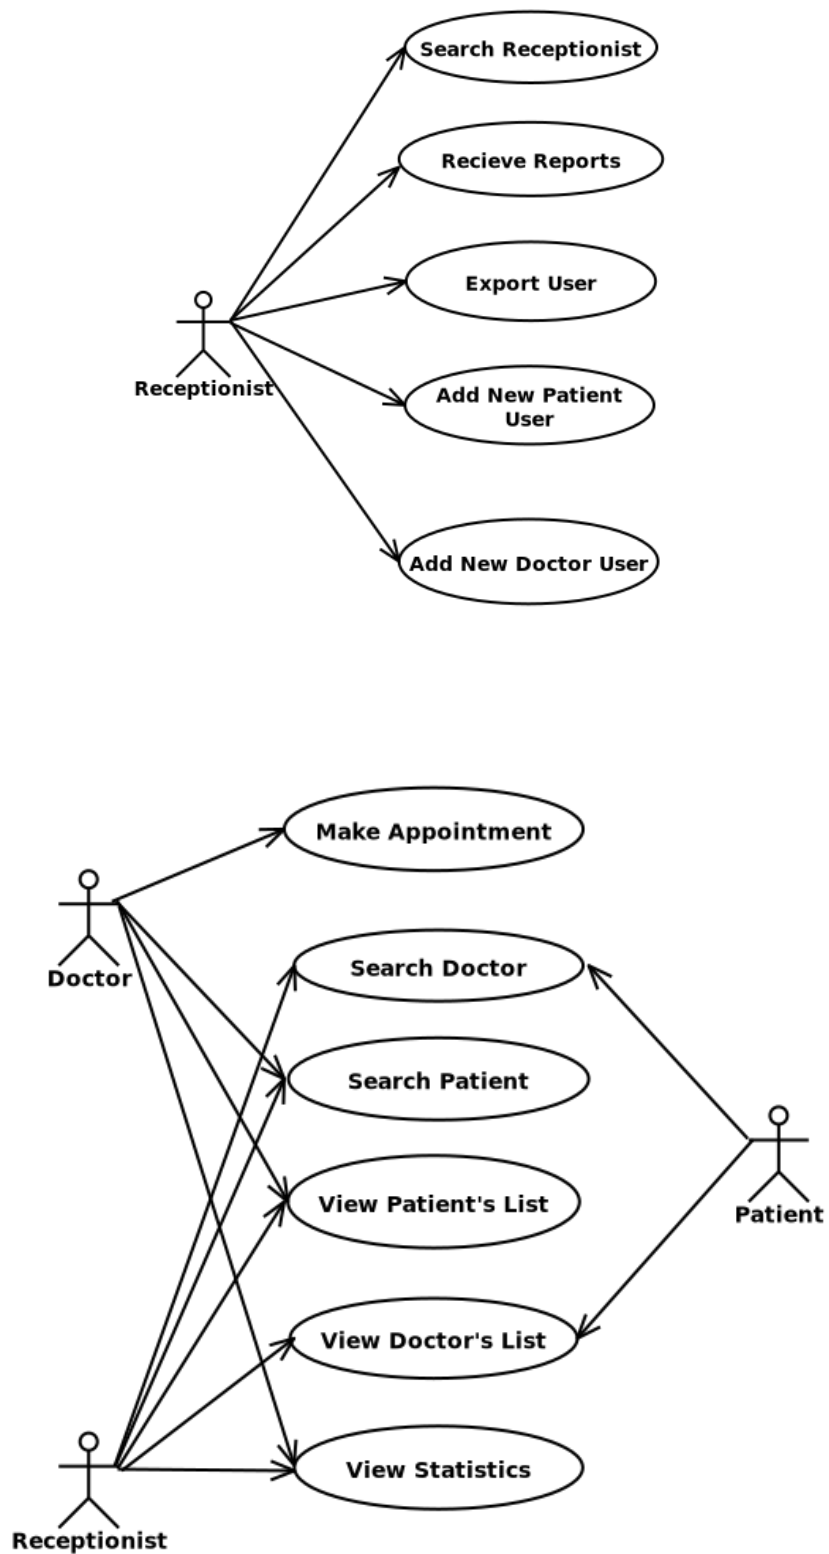 Search Receptionist
Recieve Reports
Export User
Receptionist
Add New Patient
User
Add New Doctor User
Make Appointment
Doctor
Search Doctor
Search Patient
View Patient's List
Patient
View Doctor's List
View Statistics
Receptionist